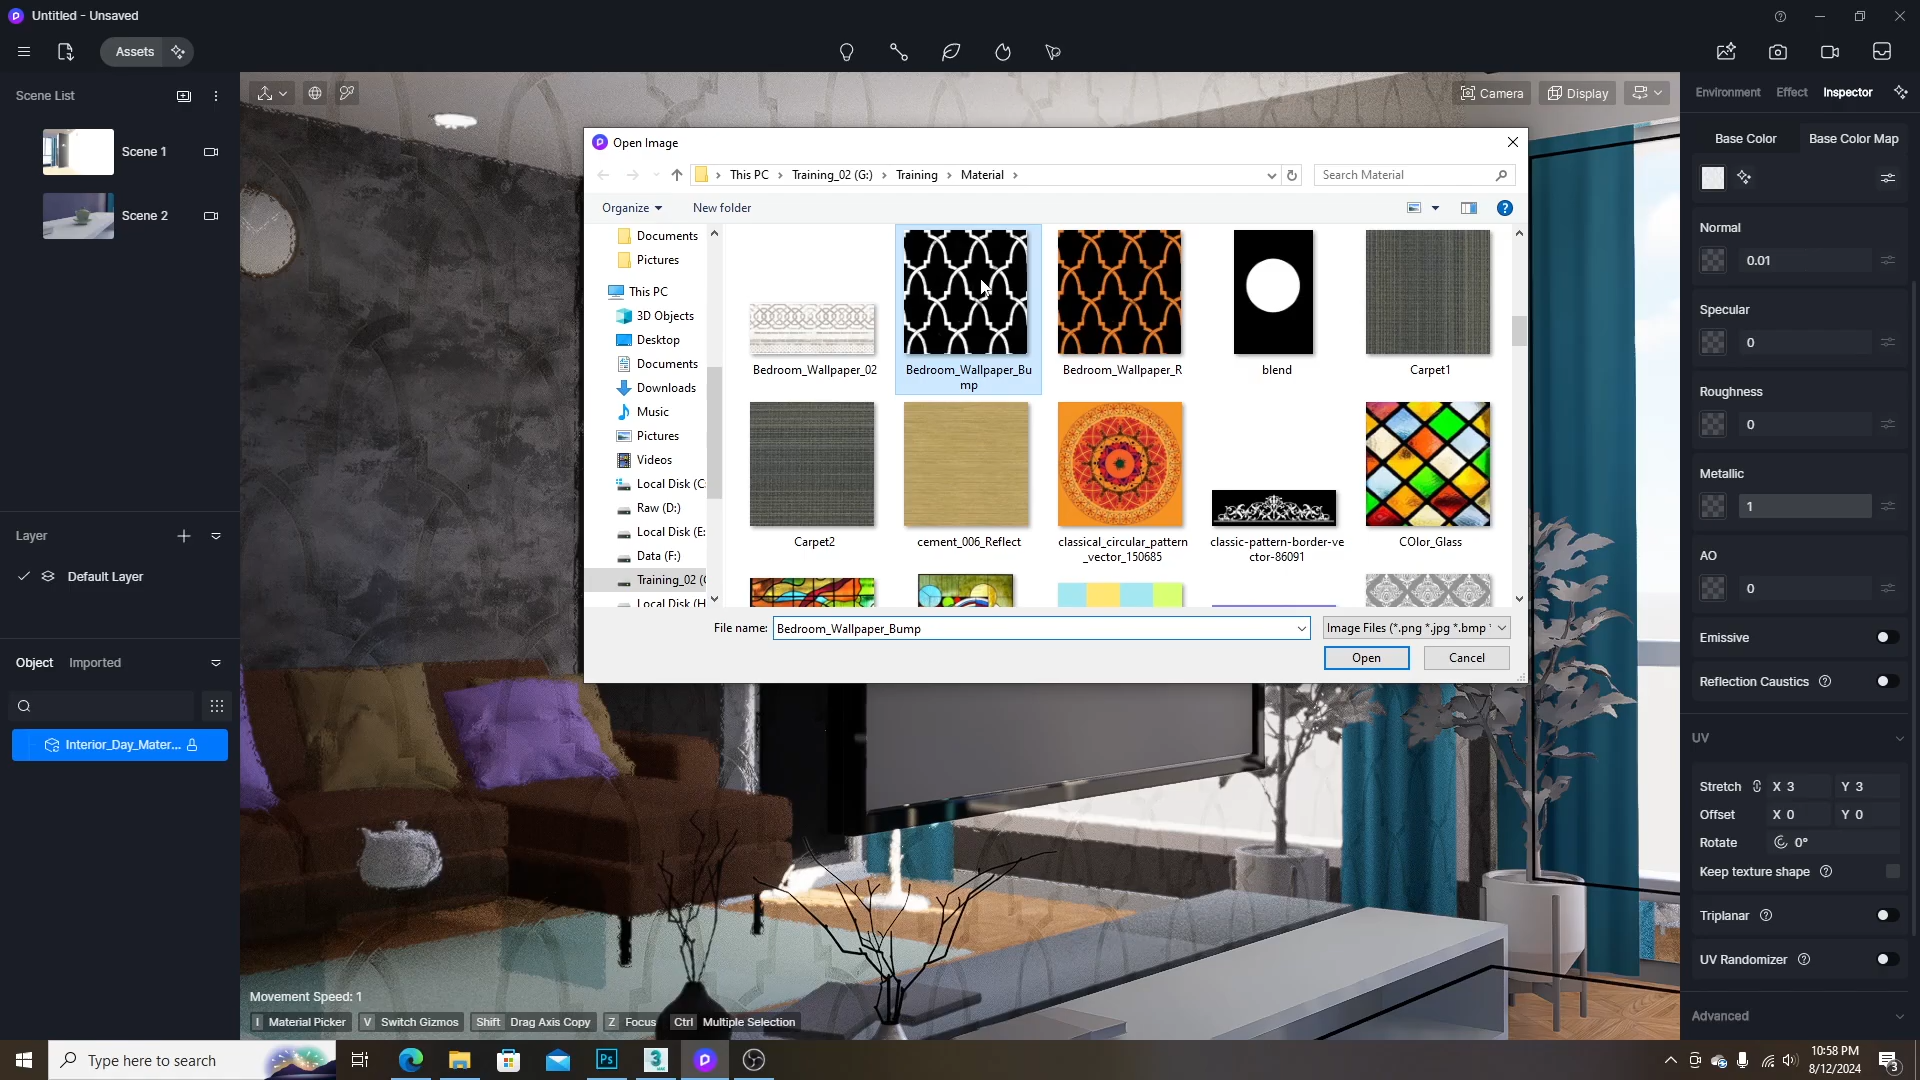 Untitled - Unsaved
Assets
Scene List
Scene 1
Scene 2
Layer
Default Layer
Object
Imported
Interior_Day_Mater...
Camera
Display
Open Image
This PC
Training_02 (G:)
Training
Material
Search Material
Organize
New folder
Documents
Pictures
This PC
3D Objects
Desktop
Documents
Downloads
Music
Pictures
Videos
Local Disk (C:
Raw (D:)
Local Disk (E:
Data (F:)
Training_02 (
Local Disk (H
Bedroom_Wallpaper_02
Bedroom_Wallpaper_Bu
mp
Bedroom_Wallpaper_R
blend
Carpet1
Carpet2
cement_006_Reflect
classical_circular_pattern
_vector_150685
classic-pattern-border-ve
ctor-86091
COlor_Glass
File name:
Bedroom_Wallpaper_Bump
Image Files (*.png *.jpg *.bmp *
Open
Cancel
Movement Speed: 1
I Material Picker
V Switch Gizmos
Shift Drag Axis Copy
Z Focus
Ctrl Multiple Selection
Environment
Effect
Inspector
Base Color
Base Color Map
Normal
0.01
Specular
0
Roughness
0
Metallic
1
AO
0
Emissive
Reflection Caustics
UV
Stretch X 3 Y 3
Offset X 0 Y 0
Rotate 0°
Keep texture shape
Triplanar
UV Randomizer
Advanced
Type here to search
Ps
3
10:58 PM
8/12/2024
3